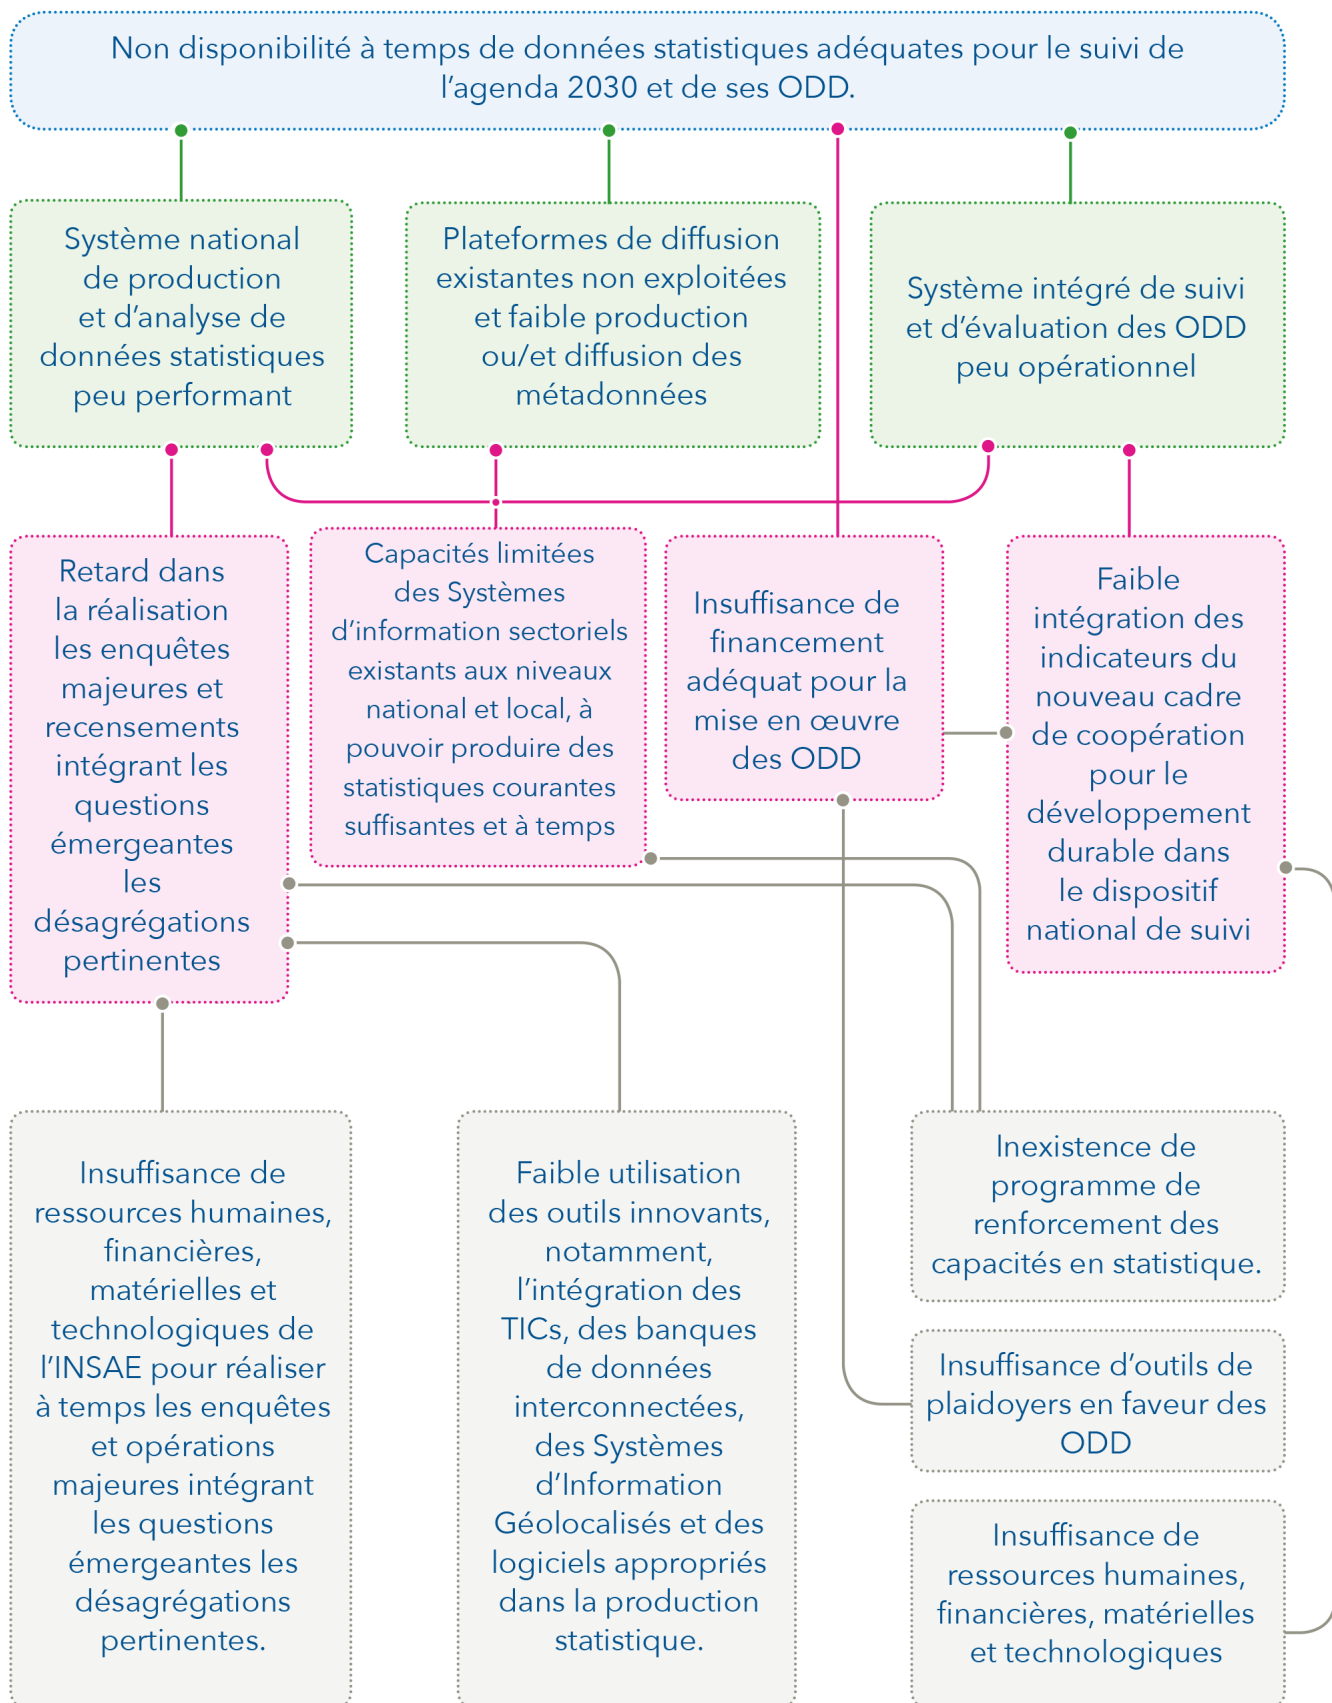 Non disponibilité à temps de données statistiques adéquates pour le suivi de
l’agenda 2030 et de ses ODD.
Système national
de production
et d’analyse de
données statistiques
peu performant
Plateformes de diffusion
existantes non exploitées
et faible production
ou/et diffusion des
métadonnées
Système intégré de suivi
et d’évaluation des ODD
peu opérationnel
Retard dans
la réalisation
les enquêtes
majeures et
recensements
intégrant les
questions
émergeantes
les
désagrégations
pertinentes
Capacités limitées
des Systèmes
d’information sectoriels
existants aux niveaux
national et local, à
pouvoir produire des
statistiques courantes
suffisantes et à temps
Insuffisance de
financement
adéquat pour la
mise en œuvre
des ODD
Faible
intégration des
indicateurs du
nouveau cadre
de coopération
pour le
développement
durable dans
le dispositif
national de suivi
Insuffisance de
ressources humaines,
financières,
matérielles et
technologiques de
l’INSAE pour réaliser
à temps les enquêtes
et opérations
majeures intégrant
les questions
émergeantes les
désagrégations
pertinentes.
Faible utilisation
des outils innovants,
notamment,
l’intégration des
TICs, des banques
de données
interconnectées,
des Systèmes
d’Information
Géolocalisés et des
logiciels appropriés
dans la production
statistique.
Inexistence de
programme de
renforcement des
capacités en statistique.
Insuffisance d’outils de
plaidoyers en faveur des
ODD
Insuffisance de
ressources humaines,
financières, matérielles
et technologiques